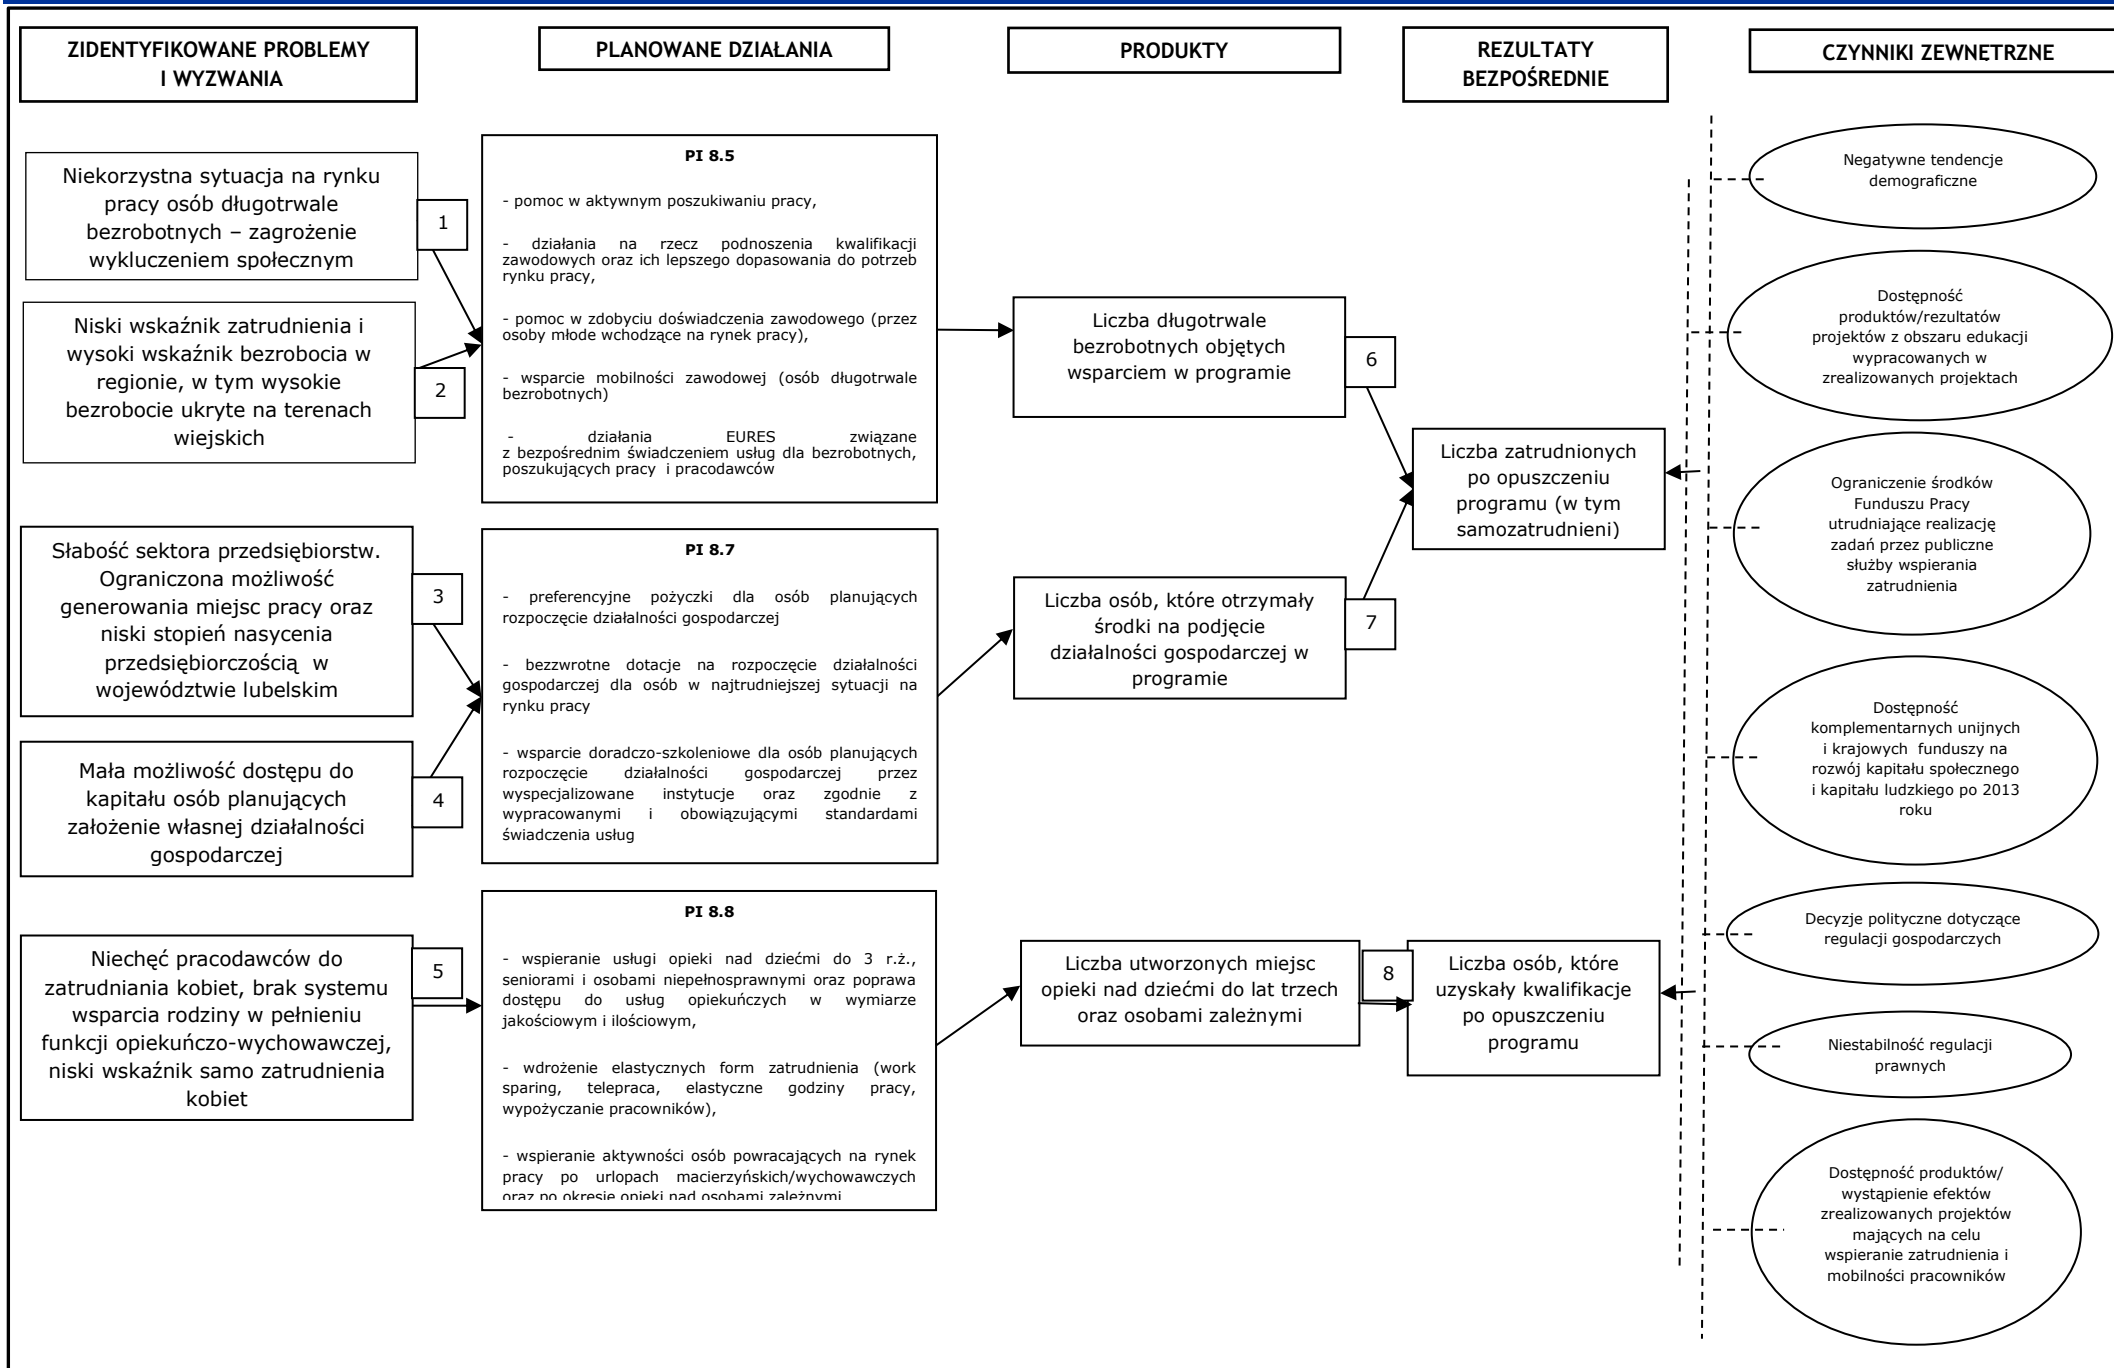 ZIDENTYFIKOWANE PROBLEMY
I WYZWANIA
PLANOWANE DZIAŁANIA
PRODUKTY
REZULTATY
BEZPOŚREDNIE
CZYNNIKI ZEWNĘTRZNE
Niekorzystna sytuacja na rynku
pracy osób długotrwale
bezrobotnych – zagrożenie
wykluczeniem społecznym
1
Niski wskaźnik zatrudnienia i
wysoki wskaźnik bezrobocia w
regionie, w tym wysokie
bezrobocie ukryte na terenach
wiejskich
2
Słabość sektora przedsiębiorstw.
Ograniczona możliwość
generowania miejsc pracy oraz
niski stopień nasycenia
przedsiębiorczością w
województwie lubelskim
3
Mała możliwość dostępu do
kapitału osób planujących
założenie własnej działalności
gospodarczej
4
Niechęć pracodawców do
zatrudniania kobiet, brak systemu
wsparcia rodziny w pełnieniu
funkcji opiekuńczo-wychowawczej,
niski wskaźnik samo zatrudnienia
kobiet
5
PI 8.5
- pomoc w aktywnym poszukiwaniu pracy,
- działania na rzecz podnoszenia kwalifikacji
zawodowych oraz ich lepszego dopasowania do potrzeb
rynku pracy,
- pomoc w zdobyciu doświadczenia zawodowego (przez
osoby młode wchodzące na rynek pracy),
- wsparcie mobilności zawodowej (osób długotrwale
bezrobotnych)
- działania EURES związane
z bezpośrednim świadczeniem usług dla bezrobotnych,
poszukujących pracy i pracodawców
PI 8.7
- preferencyjne pożyczki dla osób planujących
rozpoczęcie działalności gospodarczej
- bezzwrotne dotacje na rozpoczęcie działalności
gospodarczej dla osób w najtrudniejszej sytuacji na
rynku pracy
- wsparcie doradczo-szkoleniowe dla osób planujących
rozpoczęcie działalności gospodarczej przez
wyspecjalizowane instytucje oraz zgodnie z
wypracowanymi i obowiązującymi standardami
świadczenia usług
PI 8.8
- wspieranie usługi opieki nad dziećmi do 3 r.ż.,
seniorami i osobami niepełnosprawnymi oraz poprawa
dostępu do usług opiekuńczych w wymiarze
jakościowym i ilościowym,
- wdrożenie elastycznych form zatrudnienia (work
sparing, telepraca, elastyczne godziny pracy,
wypożyczanie pracowników),
- wspieranie aktywności osób powracających na rynek
pracy po urlopach macierzyńskich/wychowawczych
oraz po okresie opieki nad osobami zależnymi
Liczba długotrwale
bezrobotnych objętych
wsparciem w programie
6
Liczba osób, które otrzymały
środki na podjęcie
działalności gospodarczej w
programie
7
Liczba utworzonych miejsc
opieki nad dziećmi do lat trzech
oraz osobami zależnymi
8
Liczba zatrudnionych
po opuszczeniu
programu (w tym
samozatrudnieni)
Liczba osób, które
uzyskały kwalifikacje
po opuszczeniu
programu
Negatywne tendencje
demograficzne
Dostępność
produktów/rezultatów
projektów z obszaru edukacji
wypracowanych w
zrealizowanych projektach
Ograniczenie środków
Funduszu Pracy
utrudniające realizację
zadań przez publiczne
służby wspierania
zatrudnienia
Dostępność
komplementarnych unijnych
i krajowych funduszy na
rozwój kapitału społecznego
i kapitału ludzkiego po 2013
roku
Decyzje polityczne dotyczące
regulacji gospodarczych
Niestabilność regulacji
prawnych
Dostępność produktów/
wystąpienie efektów
zrealizowanych projektów
mających na celu
wspieranie zatrudnienia i
mobilności pracowników